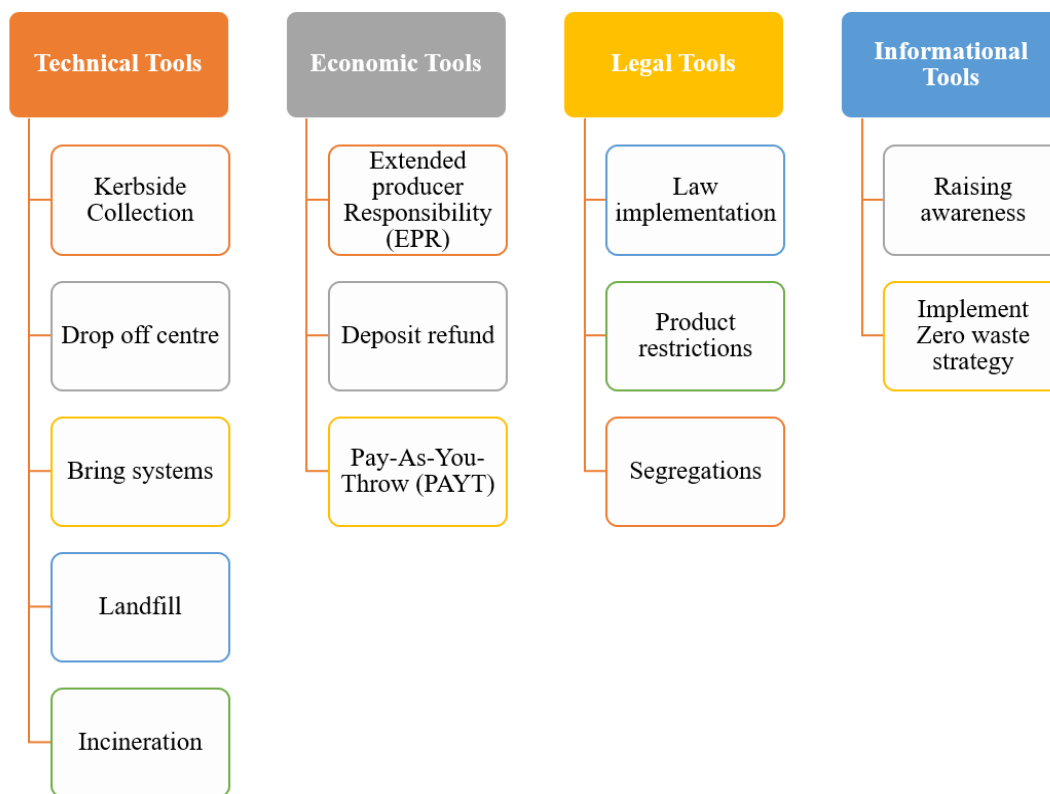 Technical Tools
Kerbside
Collection
Drop off centre
Bring systems
Landfill
Incineration
Economic Tools
Extended
producer
Responsibility
(EPR)
Deposit refund
Pay-As-You-
Throw (PAYT)
Legal Tools
Law
implementation
Product
restrictions
Segregations
Informational
Tools
Raising
awareness
Implement
Zero waste
strategy